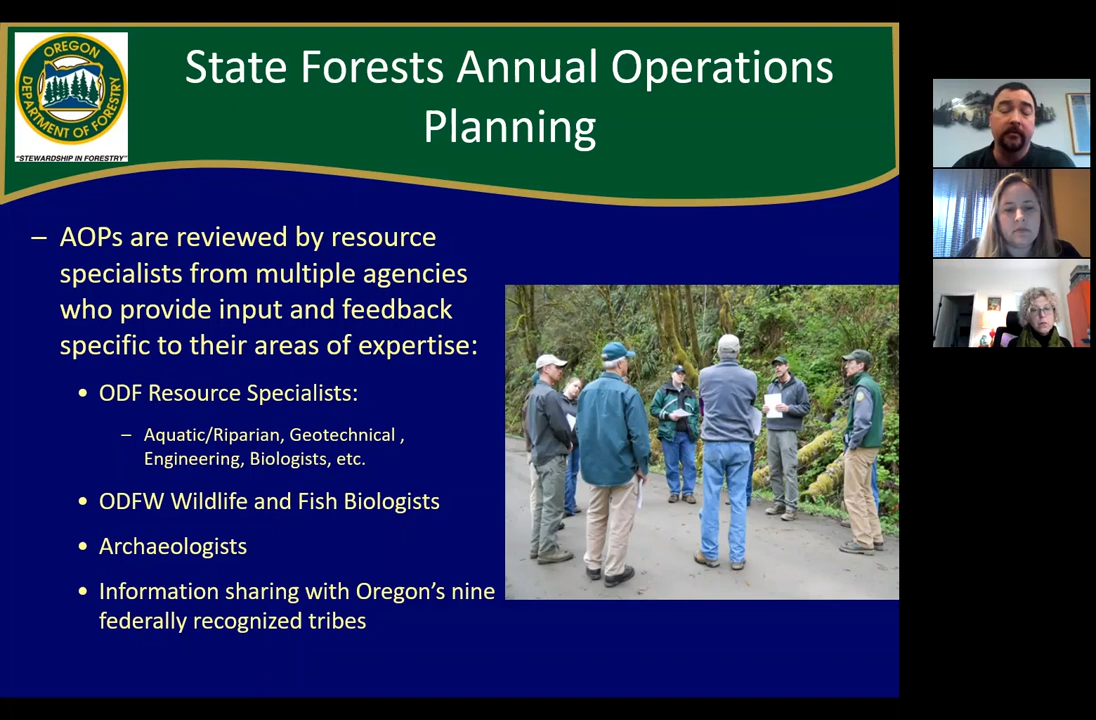 OREGON
DEPARTMENT OF FORESTRY
"STEWARDSHIP IN FORESTRY"
State Forests Annual Operations
Planning
– AOPs are reviewed by resource
specialists from multiple agencies
who provide input and feedback
specific to their areas of expertise:
• ODF Resource Specialists:
– Aquatic/Riparian, Geotechnical ,
Engineering, Biologists, etc.
• ODFW Wildlife and Fish Biologists
• Archaeologists
• Information sharing with Oregon's nine
federally recognized tribes